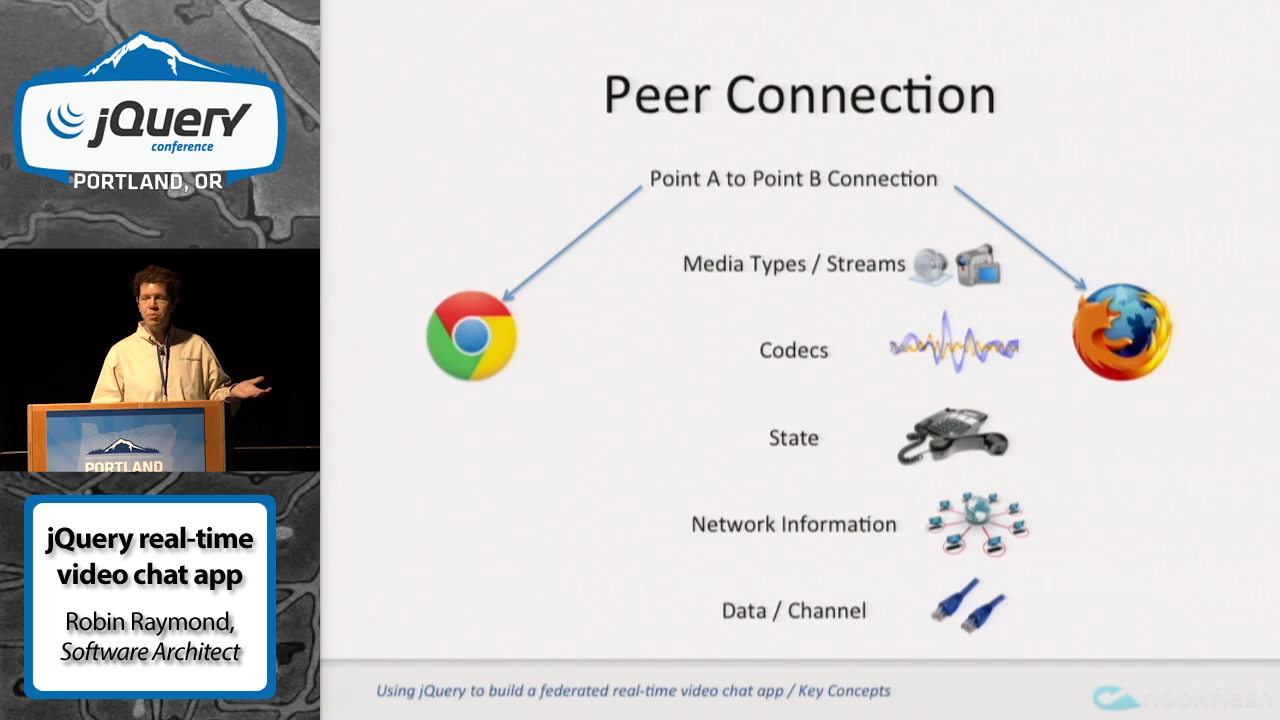 jQuery
conference
PORTLAND, OR
PORTLAND
jQuery real-time
video chat app
Robin Raymond,
Software Architect
Peer Connection
Point A to Point B Connection
Media Types / Streams
Codecs
State
Network Information
Data / Channel
Using jQuery to build a federated real-time video chat app / Key Concepts
hookflash